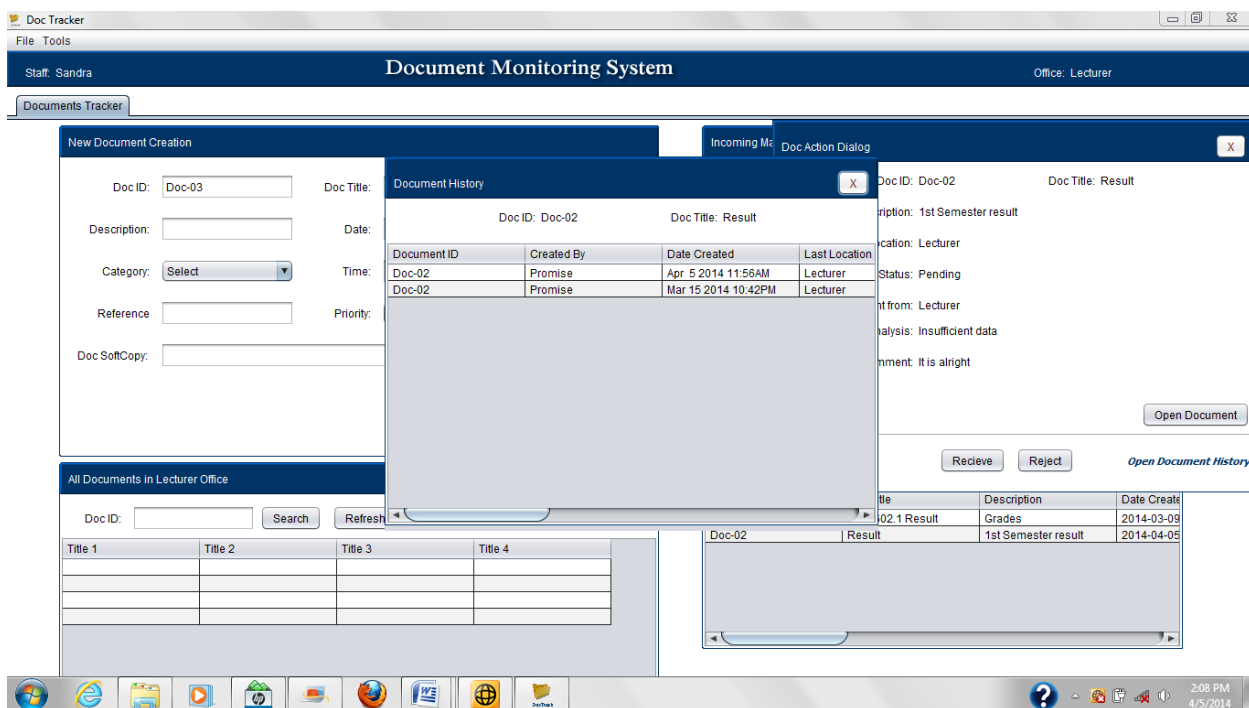 Doc Tracker
File Tools
Staff: Sandra
Document Monitoring System
Office: Lecturer
Documents Tracker
New Document Creation
Doc ID: Doc-03 Doc Title:
Description: Date:
Category: Select Time:
Reference Priority:
Doc SoftCopy:
Document History
X
Doc ID: Doc-02 Doc Title: Result
Document ID Created By Date Created Last Location
Doc-02 Promise Apr 5 2014 11:56AM Lecturer
Doc-02 Promise Mar 15 2014 10:42PM Lecturer
Incoming Ma
Doc Action Dialog
X
Doc ID: Doc-02 Doc Title: Result
ription: 1st Semester result
cation: Lecturer
Status: Pending
nt from: Lecturer
nalysis: Insufficient data
mment: It is alright
Open Document
Recieve Reject Open Document History
All Documents in Lecturer Office
Doc ID: Search Refresh
Title 1 Title 2 Title 3 Title 4
tle Description Date Create
602.1 Result Grades 2014-03-09
Doc-02 Result 1st Semester result 2014-04-05
DocTrack
2:08 PM
4/5/2014